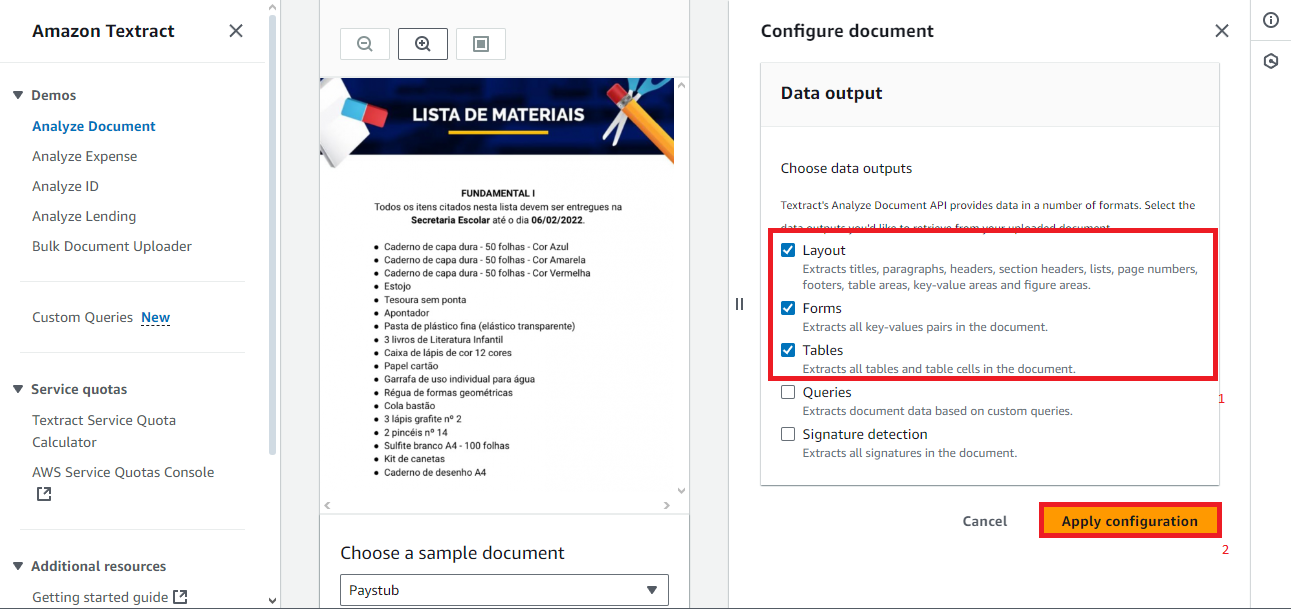 Amazon Textract
Demos
Analyze Document
Analyze Expense
Analyze ID
Analyze Lending
Bulk Document Uploader
Custom Queries New
Service quotas
Textract Service Quota
Calculator
AWS Service Quotas Console
Additional resources
Getting started guide
LISTA DE MATERIAIS
FUNDAMENTAL I
Todos os itens citados nesta lista devem ser entregues na
Secretaria Escolar até o dia 06/02/2022.
• Caderno de capa dura - 50 folhas - Cor Azul
• Caderno de capa dura - 50 folhas - Cor Amarela
• Caderno de capa dura - 50 folhas - Cor Vermelha
• Estojo
• Tesoura sem ponta
• Apontador
• Pasta de plástico fina (elástico transparente)
• 3 livros de Literatura Infantil
• Caixa de lápis de cor 12 cores
• Papel cartão
• Garrafa de uso individual para água
• Régua de formas geométricas
• Cola bastão
• 3 lápis grafite nº 2
• 2 pincéis nº 14
• Sulfite branco A4 - 100 folhas
• Kit de canetas
• Caderno de desenho A4
Choose a sample document
Paystub
Configure document
Data output
Choose data outputs
Textract's Analyze Document API provides data in a number of formats. Select the
data outputs you'd like to retrieve from your uploaded document.
Layout
Extracts titles, paragraphs, headers, section headers, lists, page numbers,
footers, table areas, key-value areas and figure areas.
Forms
Extracts all key-values pairs in the document.
Tables
Extracts all tables and table cells in the document.
Queries
1
Extracts document data based on custom queries.
Signature detection
Extracts all signatures in the document.
Cancel
Apply configuration
2